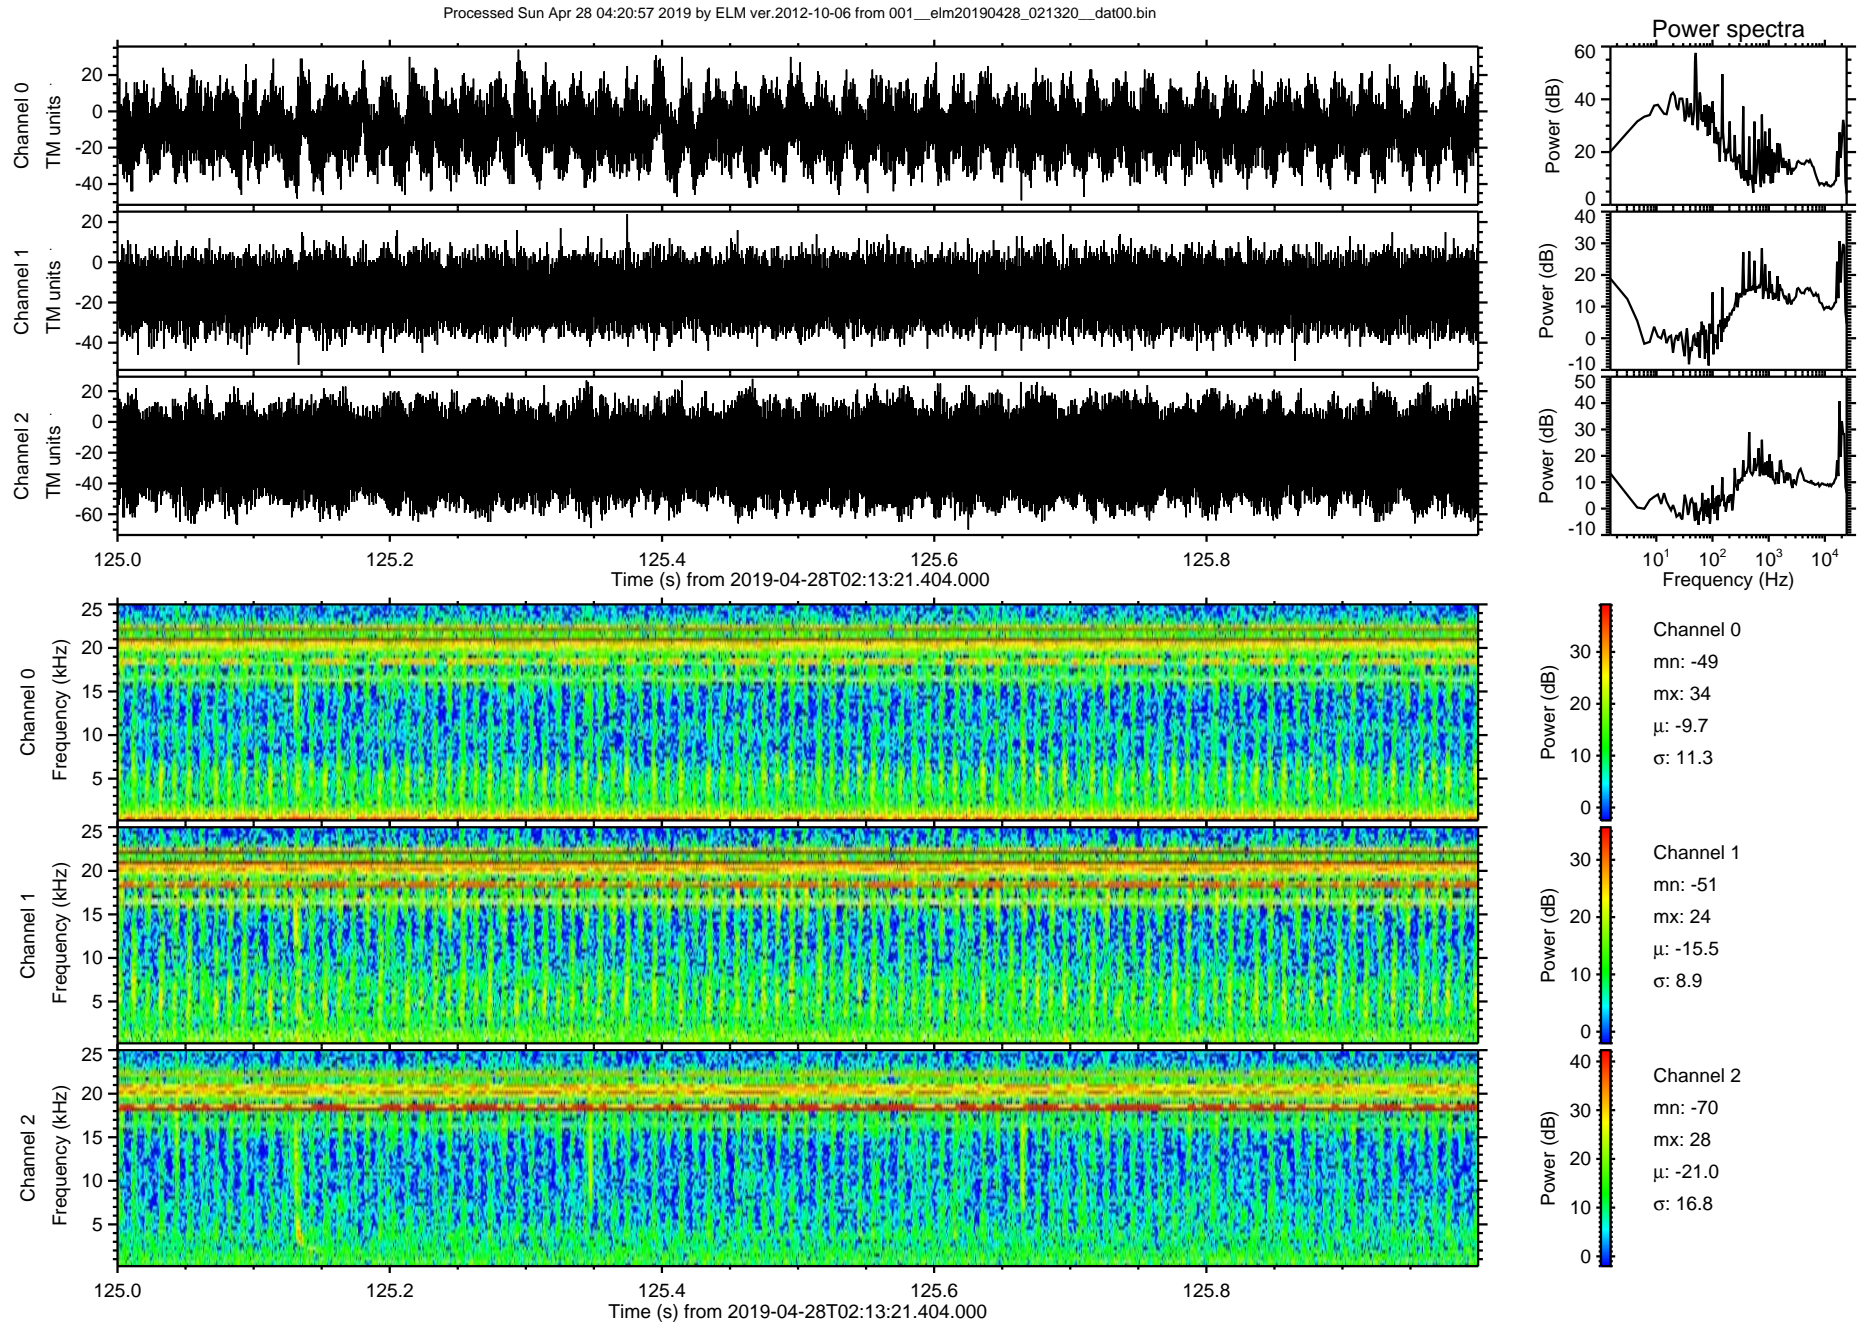 Processed Sun Apr 28 04:20:57 2019 by ELM ver.2012-10-06 from 001__elm20190428_021320__dat00.bin
Power spectra
Channel 0
TM units
20
0
-20
-40
Power (dB)
60
40
20
0
Channel 1
TM units
20
0
-20
-40
Power (dB)
40
30
20
10
0
-10
Channel 2
TM units
20
0
-20
-40
-60
Power (dB)
50
40
30
20
10
0
-10
125.0 125.2 125.4 125.6 125.8
Time (s) from 2019-04-28T02:13:21.404.000
10¹ 10² 10³ 10⁴
Frequency (Hz)
Channel 0
Frequency (kHz)
25
20
15
10
5
Power (dB)
30
20
10
0
Channel 0
mn: -49
mx: 34
μ: -9.7
σ: 11.3
Channel 1
Frequency (kHz)
25
20
15
10
5
Power (dB)
30
20
10
0
Channel 1
mn: -51
mx: 24
μ: -15.5
σ: 8.9
Channel 2
Frequency (kHz)
25
20
15
10
5
Power (dB)
40
30
20
10
0
Channel 2
mn: -70
mx: 28
μ: -21.0
σ: 16.8
125.0 125.2 125.4 125.6 125.8
Time (s) from 2019-04-28T02:13:21.404.000